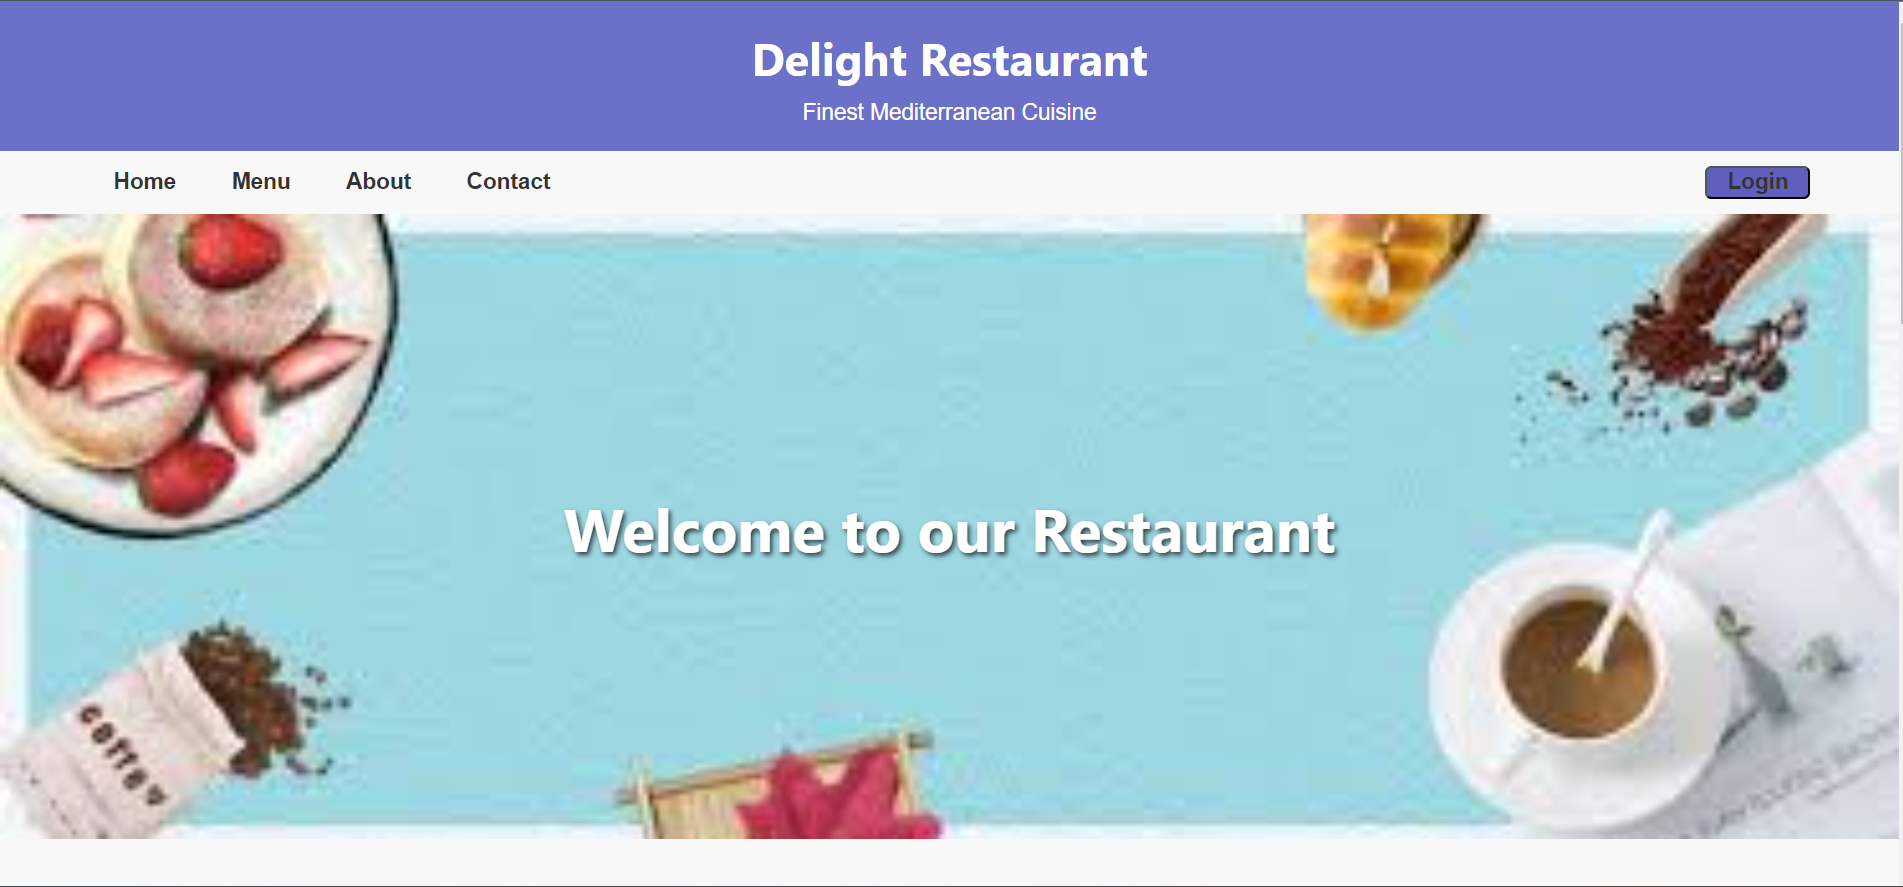 Delight Restaurant
Finest Mediterranean Cuisine
Home Menu About Contact Login
Welcome to our Restaurant
coffee